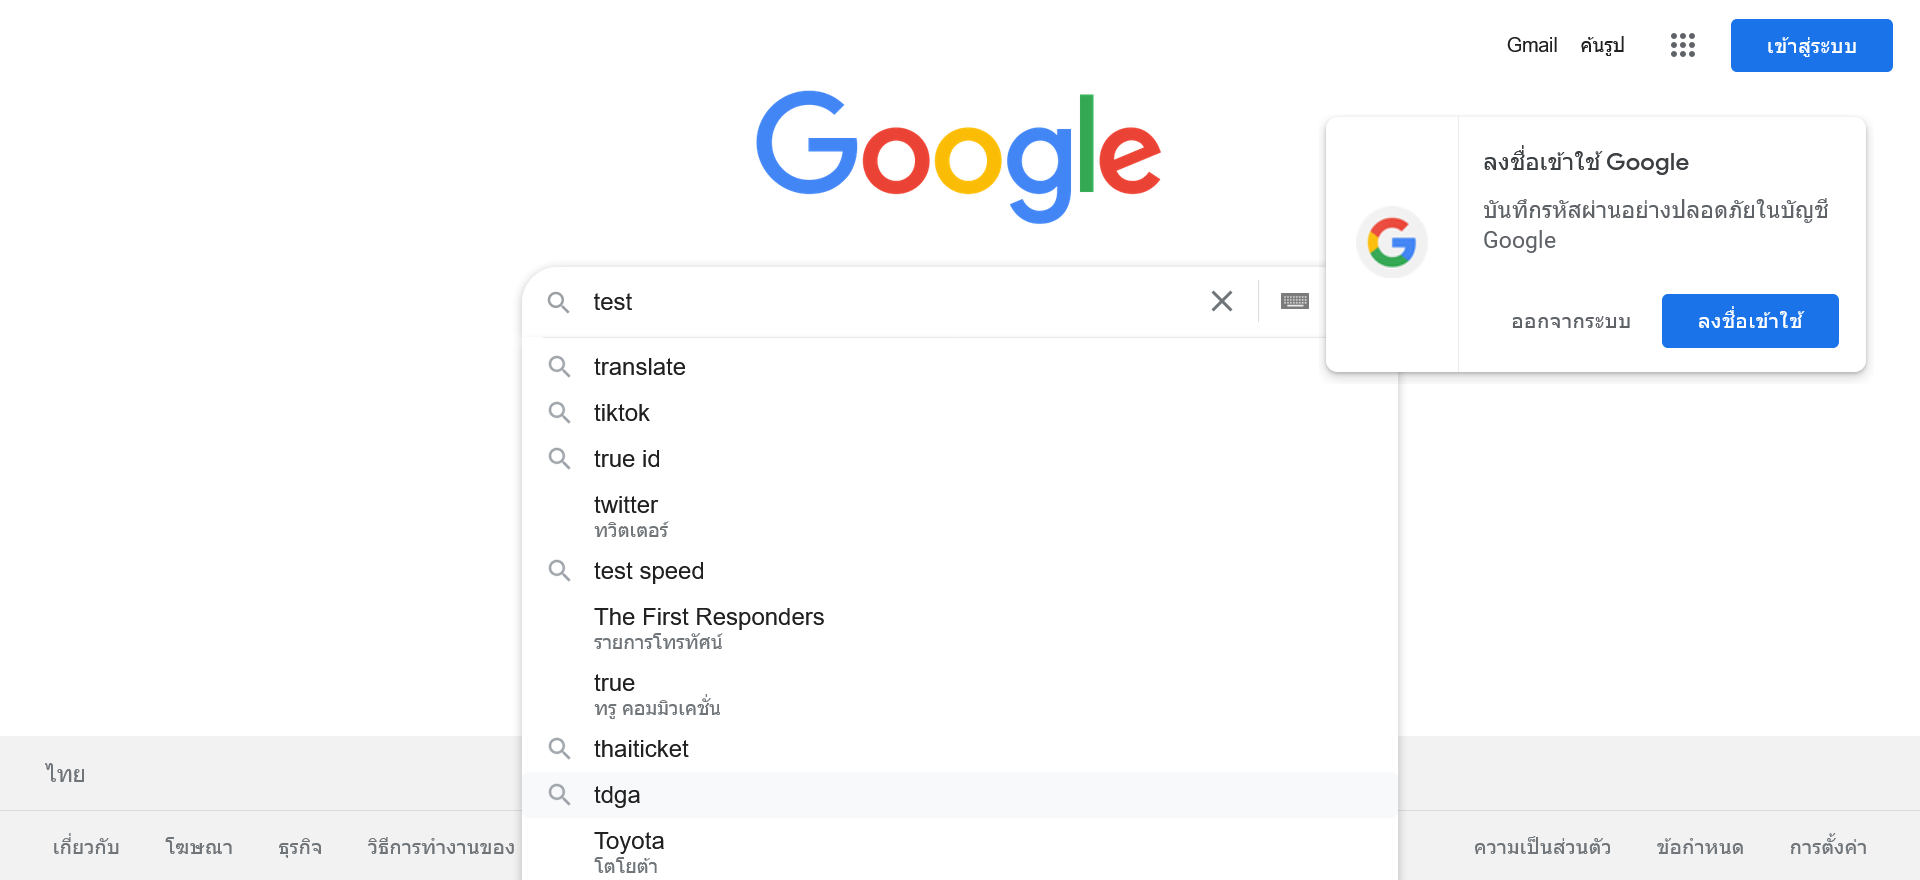 Gmail ค้นรูป เข้าสู่ระบบ
Google
ลงชื่อเข้าใช้ Google
บันทึกรหัสผ่านอย่างปลอดภัยในบัญชี
Google
ออกจากระบบ ลงชื่อเข้าใช้
test
translate
tiktok
true id
twitter
ทวิตเตอร์
test speed
The First Responders
รายการโทรทัศน์
true
ทรู คอมมิวเคชั่น
thaiticket
tdga
Toyota
โตโยต้า
ไทย
เกี่ยวกับ โฆษณา ธุรกิจ วิธีการทำงานของ ความเป็นส่วนตัว ข้อกำหนด การตั้งค่า